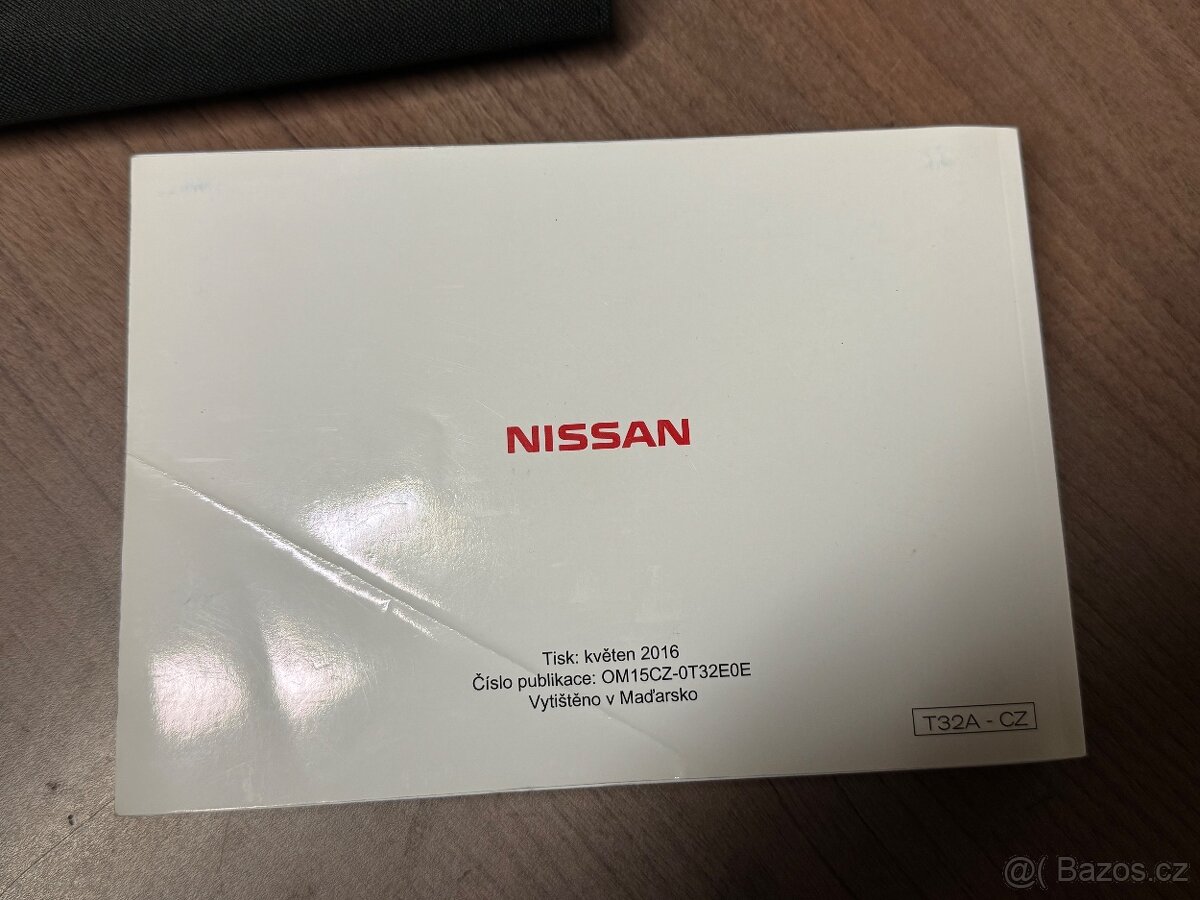 NISSAN
Tisk: květen 2016
Číslo publikace: OM15CZ-0T32E0E
Vytištěno v Maďarsko
T32A - CZ
@( Bazos.cz